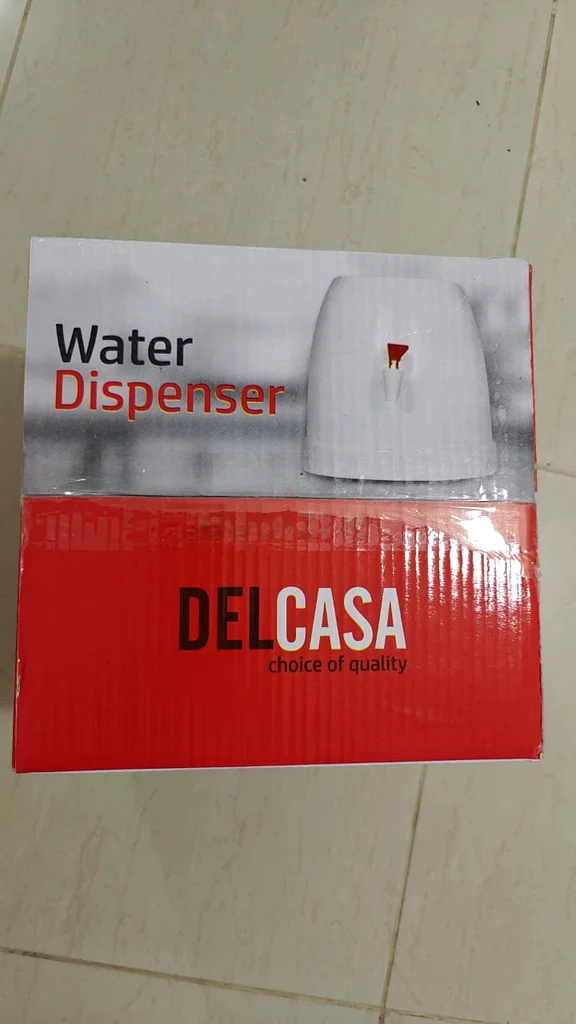 Water
Dispenser
DELCASA
choice of quality